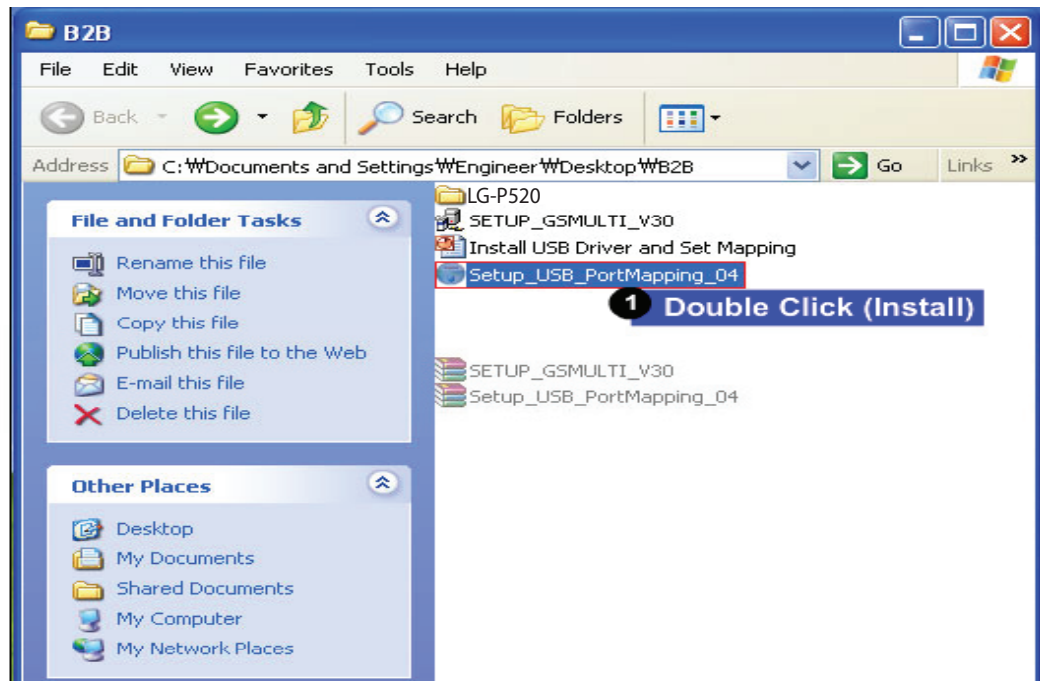 B2B
File Edit View Favorites Tools Help
Back Search Folders
Address C:₩Documents and Settings₩Engineer₩Desktop₩B2B Go Links »
File and Folder Tasks
Rename this file
Move this file
Copy this file
Publish this file to the Web
E-mail this file
Delete this file
Other Places
Desktop
My Documents
Shared Documents
My Computer
My Network Places
LG-P520
SETUP_GSMULTI_V30
Install USB Driver and Set Mapping
Setup_USB_PortMapping_04
1 Double Click (Install)
SETUP_GSMULTI_V30
Setup_USB_PortMapping_04